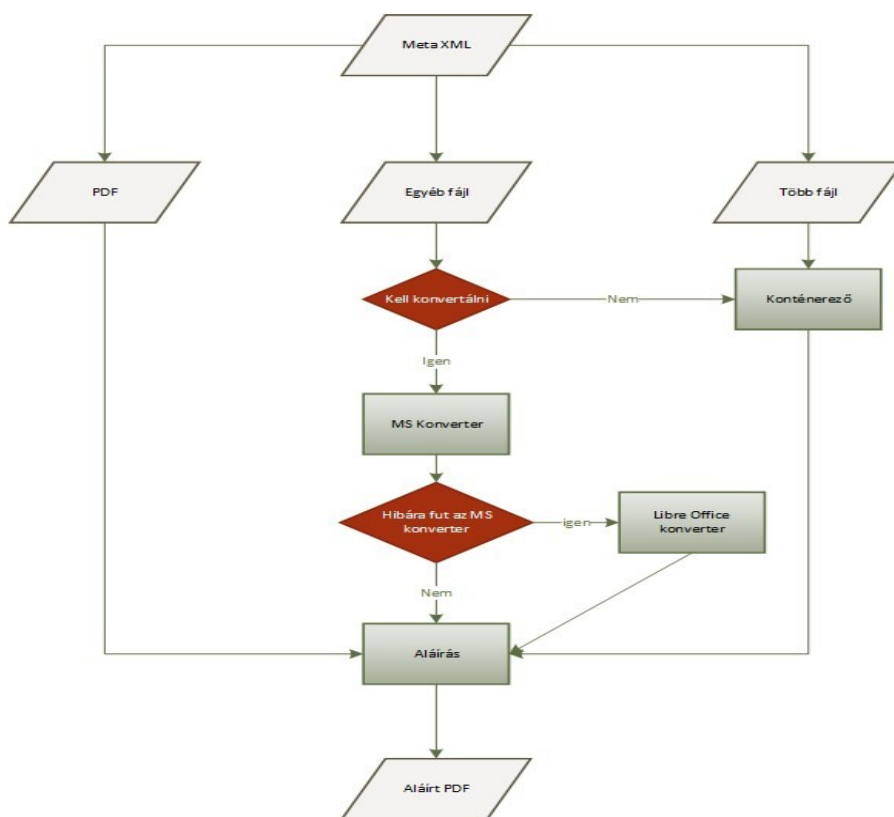 Meta XML
PDF
Egyéb fájl
Több fájl
Kell konvertálni
Nem
Konténerező
Igen
MS Konverter
Hibára fut az MS
konverter
igen
Libre Office
konverter
Nem
Aláírás
Aláírt PDF